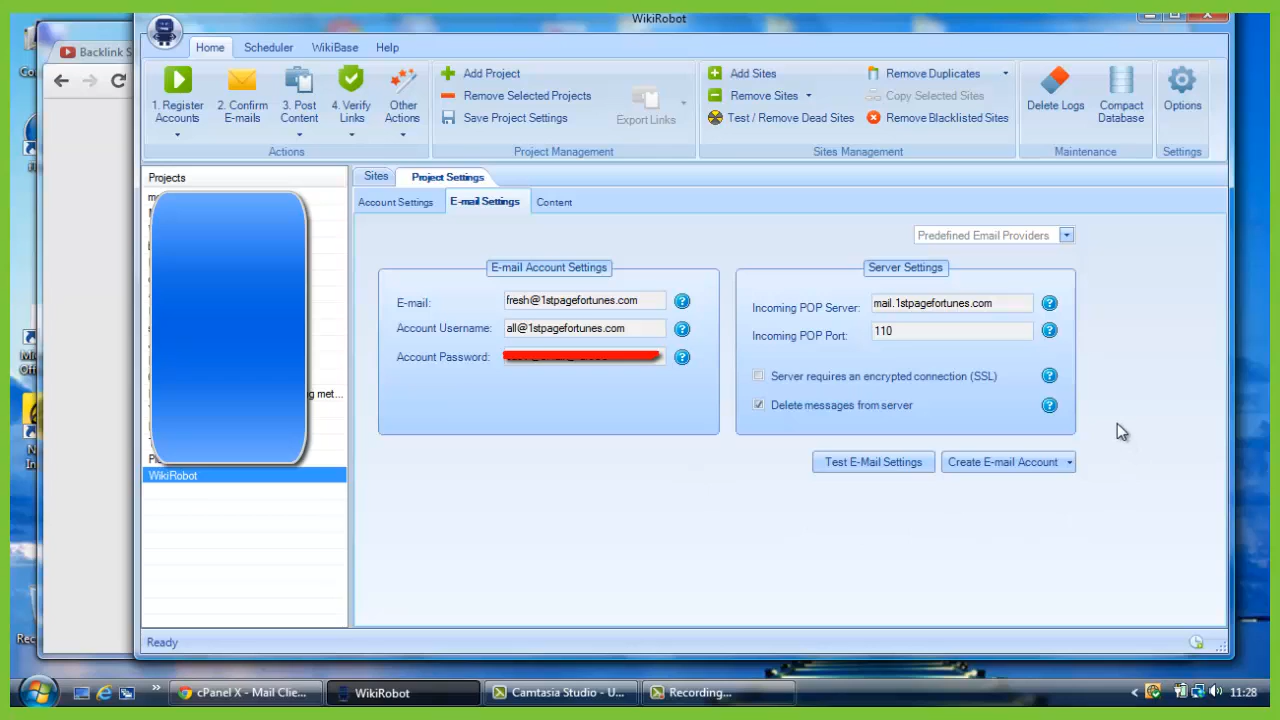 WikiRobot
Backlink S
Home Scheduler WikiBase Help
1. Register Accounts
2. Confirm E-mails
3. Post Content
4. Verify Links
Other Actions
Actions
Add Project
Remove Selected Projects
Save Project Settings
Export Links
Project Management
Add Sites
Remove Sites
Test / Remove Dead Sites
Remove Duplicates
Copy Selected Sites
Remove Blacklisted Sites
Sites Management
Delete Logs
Compact Database
Maintenance
Options
Settings
Projects
g met...
WikiRobot
Sites Project Settings
Account Settings E-mail Settings Content
Predefined Email Providers
E-mail Account Settings
E-mail: fresh@1stpagefortunes.com
Account Username: all@1stpagefortunes.com
Account Password:
Server Settings
Incoming POP Server: mail.1stpagefortunes.com
Incoming POP Port: 110
Server requires an encrypted connection (SSL)
Delete messages from server
Test E-Mail Settings Create E-mail Account
Ready
cPanel X - Mail Clie... WikiRobot Camtasia Studio - U... Recording... 11:28